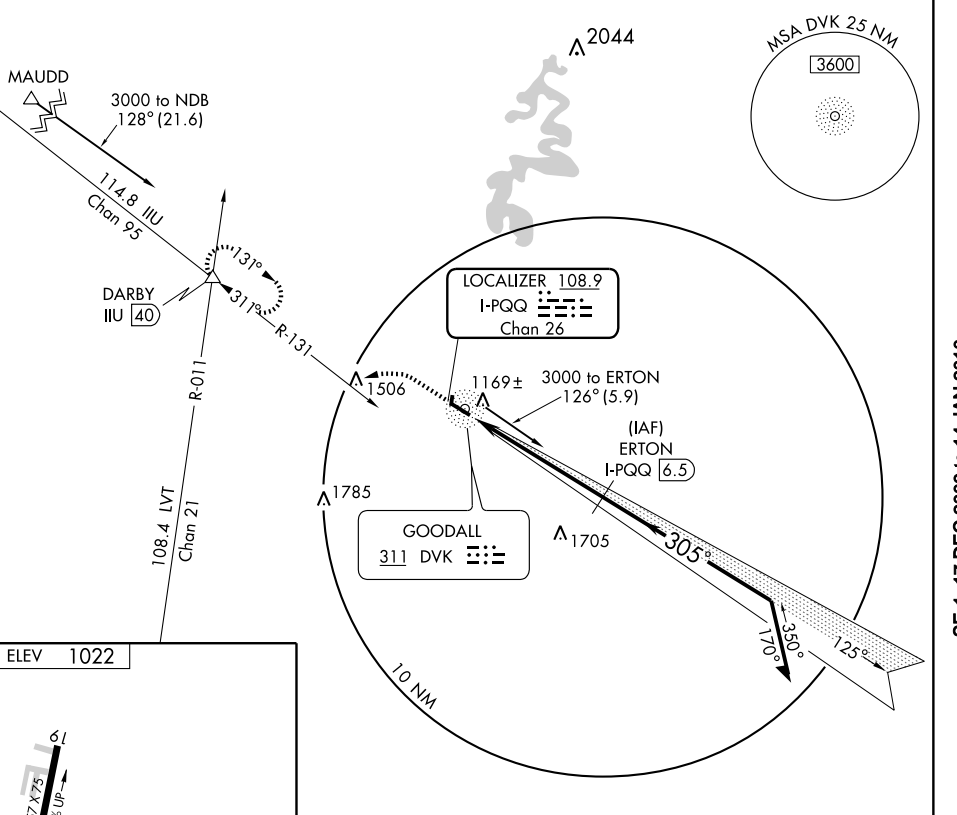 2044
MSA DVK 25 NM
3600
MAUDD
3000 to NDB
128° (21.6)
114.8 IIU
Chan 95
131°
311°
DARBY
IIU 40
R-131
R-011
108.4 LVT
Chan 21
LOCALIZER 108.9
I-PQQ
Chan 26
1506
1169±
3000 to ERTON
126° (5.9)
(IAF)
ERTON
I-PQQ 6.5
1785
1705
GOODALL
311 DVK
305°
350°
170°
125°
10 NM
ELEV 1022
19